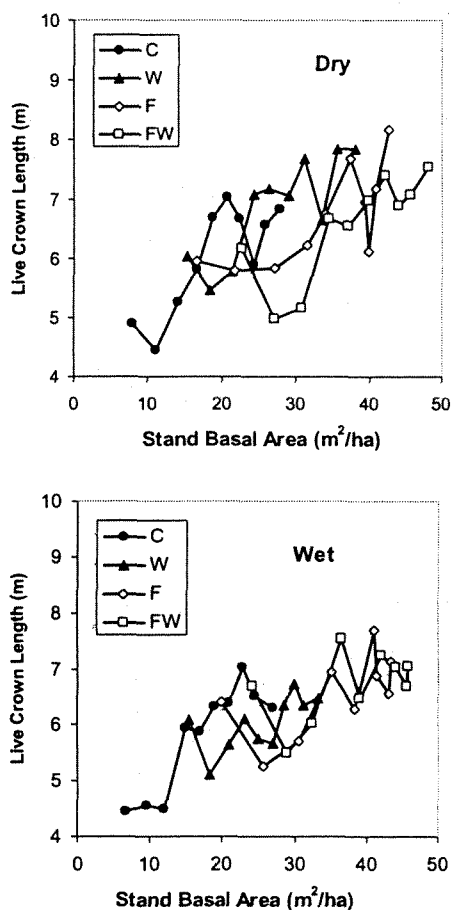 10
9
8
7
6
5
4
Live Crown Length (m)
C
W
F
FW
Dry
0 10 20 30 40 50
Stand Basal Area (m²/ha)
10
9
8
7
6
5
4
Live Crown Length (m)
C
W
F
FW
Wet
0 10 20 30 40 50
Stand Basal Area (m²/ha)